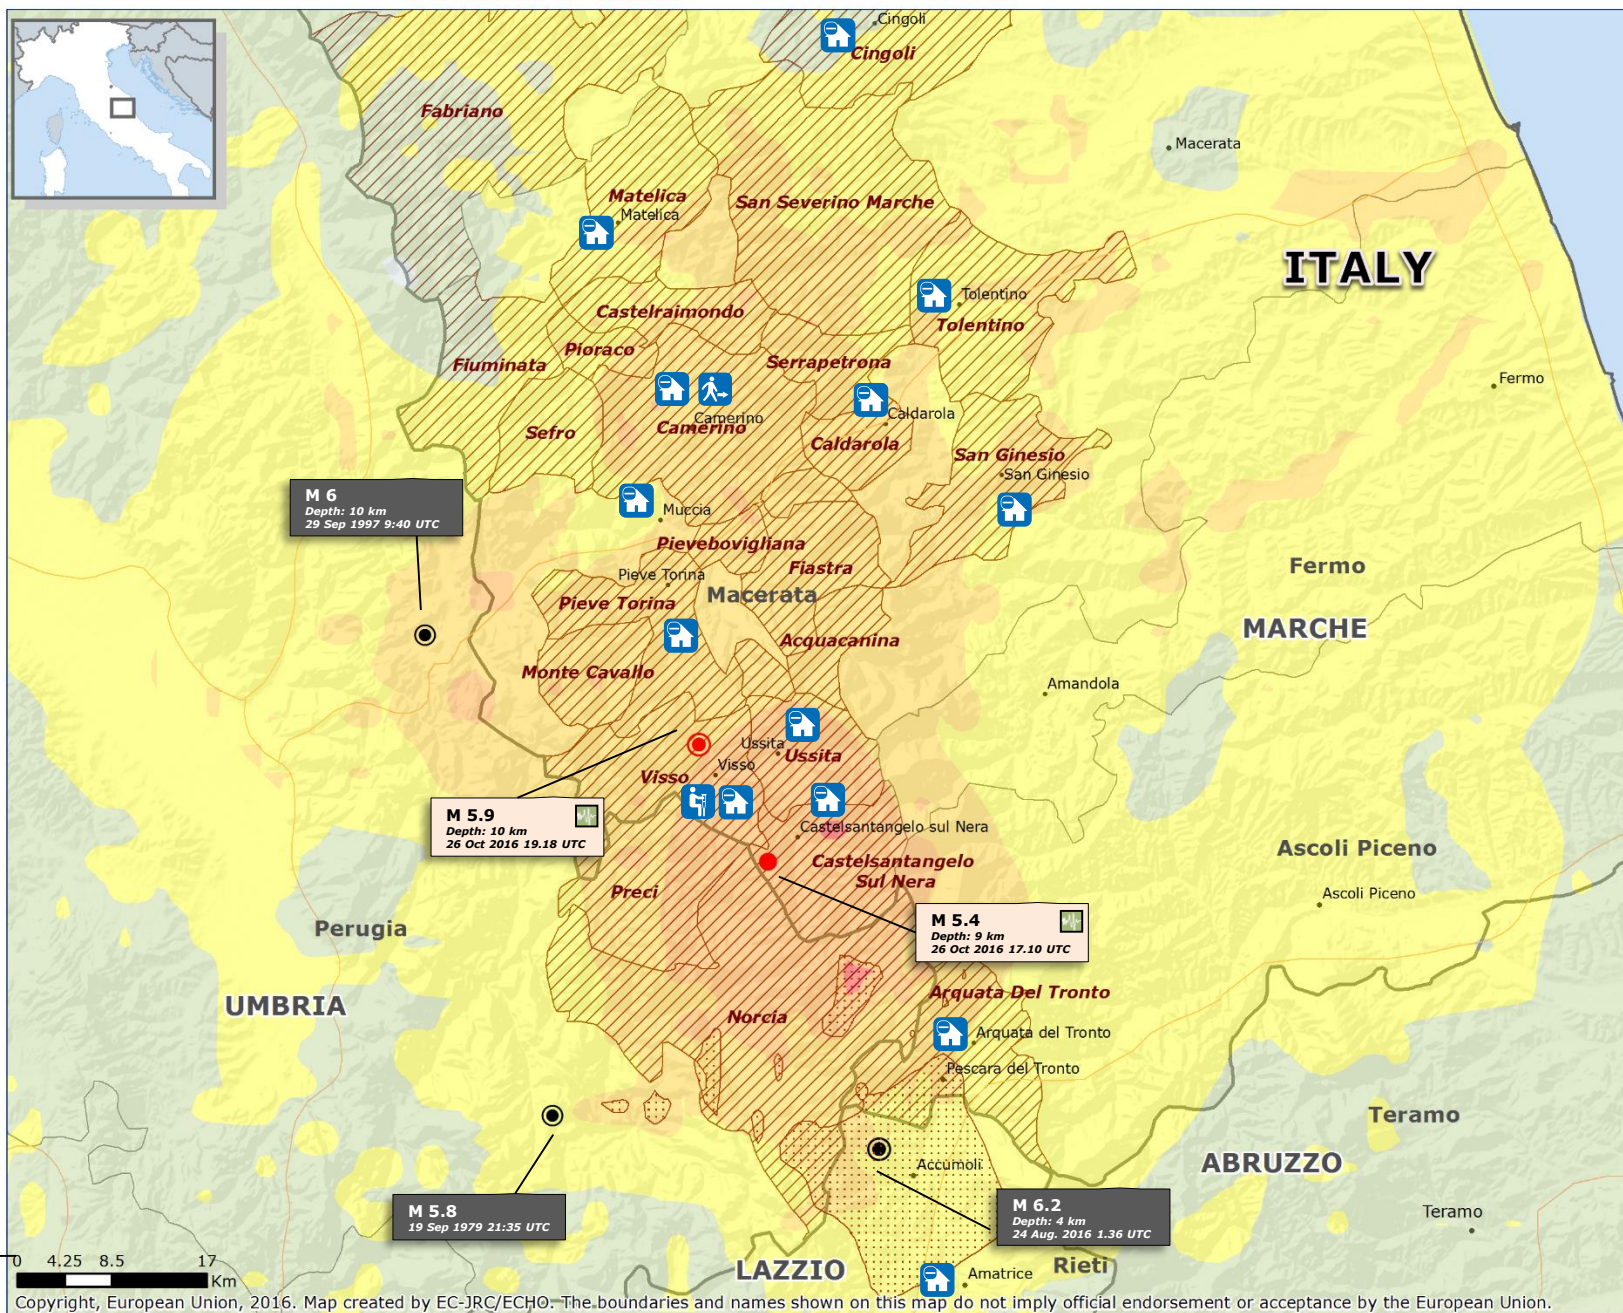 Cingoli
Cingoli
Fabriano
Macerata
Matelica
Matelica
San Severino Marche
ITALY
Tolentino
Tolentino
Castelraimondo
Pioraco
Fiuminata
Serrapetrona
Fermo
Camerino
Camerino
Caldarola
Caldarola
Sefro
San Ginesio
San Ginesio
M 6
Depth: 10 km
29 Sep 1997 9:40 UTC
Muccia
Pievebovigliana
Fiastra
Fermo
Pieve Torina
Macerata
Pieve Torina
MARCHE
Acquacanina
Monte Cavallo
Amandola
Ussita
Ussita
Visso
Visso
M 5.9
Depth: 10 km
26 Oct 2016 19.18 UTC
Castelsantangelo sul Nera
Castelsantangelo
Sul Nera
Ascoli Piceno
Ascoli Piceno
Preci
M 5.4
Depth: 9 km
26 Oct 2016 17.10 UTC
Perugia
UMBRIA
Arquata Del Tronto
Norcia
Arquata del Tronto
Pescara del Tronto
Teramo
ABRUZZO
Accumoli
M 5.8
19 Sep 1979 21:35 UTC
M 6.2
Depth: 4 km
24 Aug. 2016 1.36 UTC
Teramo
LAZZIO
Rieti
Amatrice
0 4.25 8.5 17
Km
Copyright, European Union, 2016. Map created by EC-JRC/ECHO. The boundaries and names shown on this map do not imply official endorsement or acceptance by the European Union.